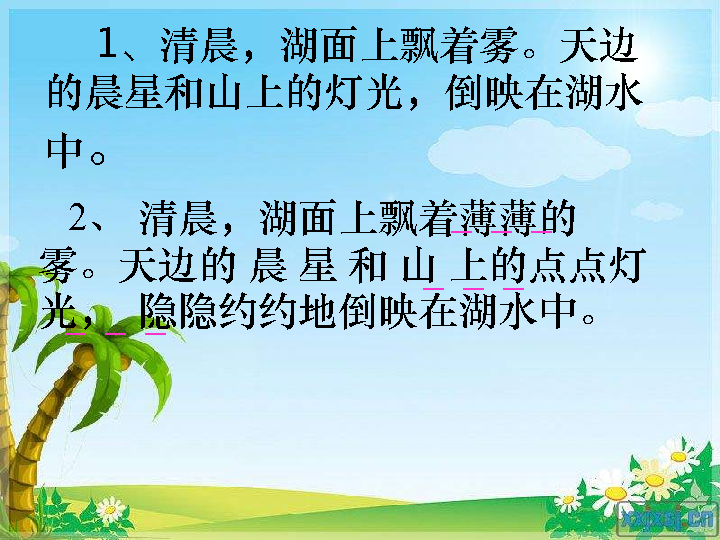 1、清晨，湖面上飘着雾。天边
的晨星和山上的灯光，倒映在湖水
中。
2、 清晨，湖面上飘着薄薄的
雾。天边的 晨 星 和 山 上的点点灯
光， 隐隐约约地倒映在湖水中。